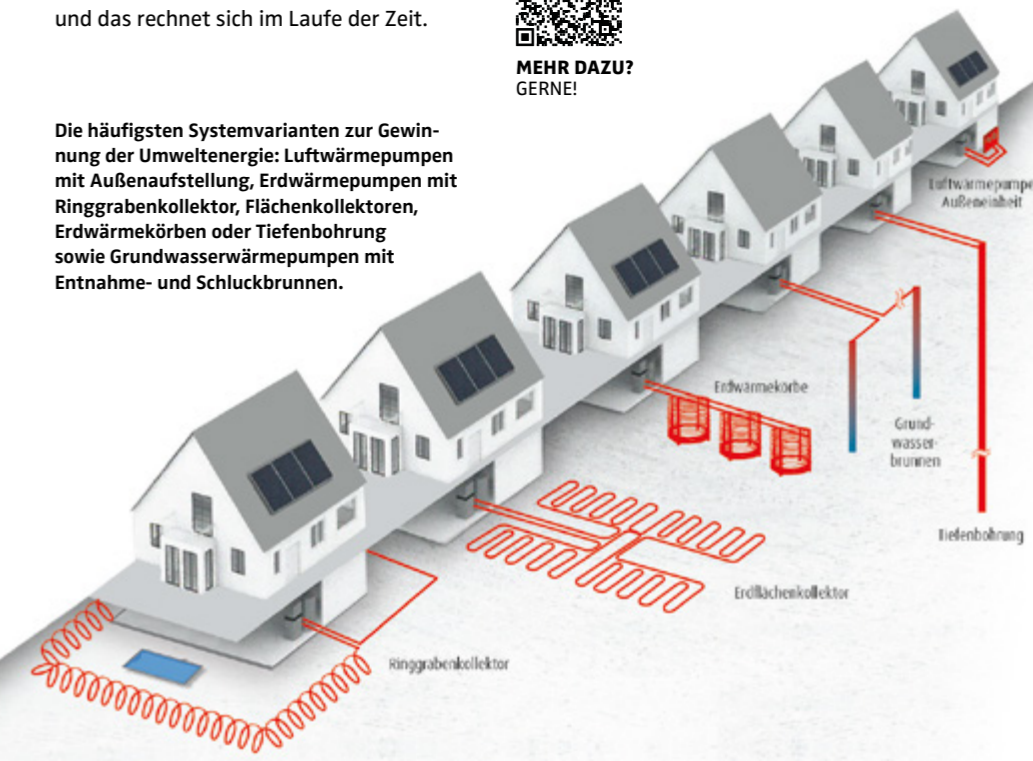 und das rechnet sich im Laufe der Zeit.
MEHR DAZU?
GERNE!
Die häufigsten Systemvarianten zur Gewin-
nung der Umweltenergie: Luftwärmepumpen
mit Außenaufstellung, Erdwärmepumpen mit
Ringgrabenkollektor, Flächenkollektoren,
Erdwärmekörben oder Tiefenbohrung
sowie Grundwasserwärmepumpen mit
Entnahme- und Schluckbrunnen.
Luftwärmepumpe
Außeneinheit
Erdwärmekörbe
Grund-
wasser-
brunnen
Tiefenbohrung
Erdflächenkollektor
Ringgrabenkollektor